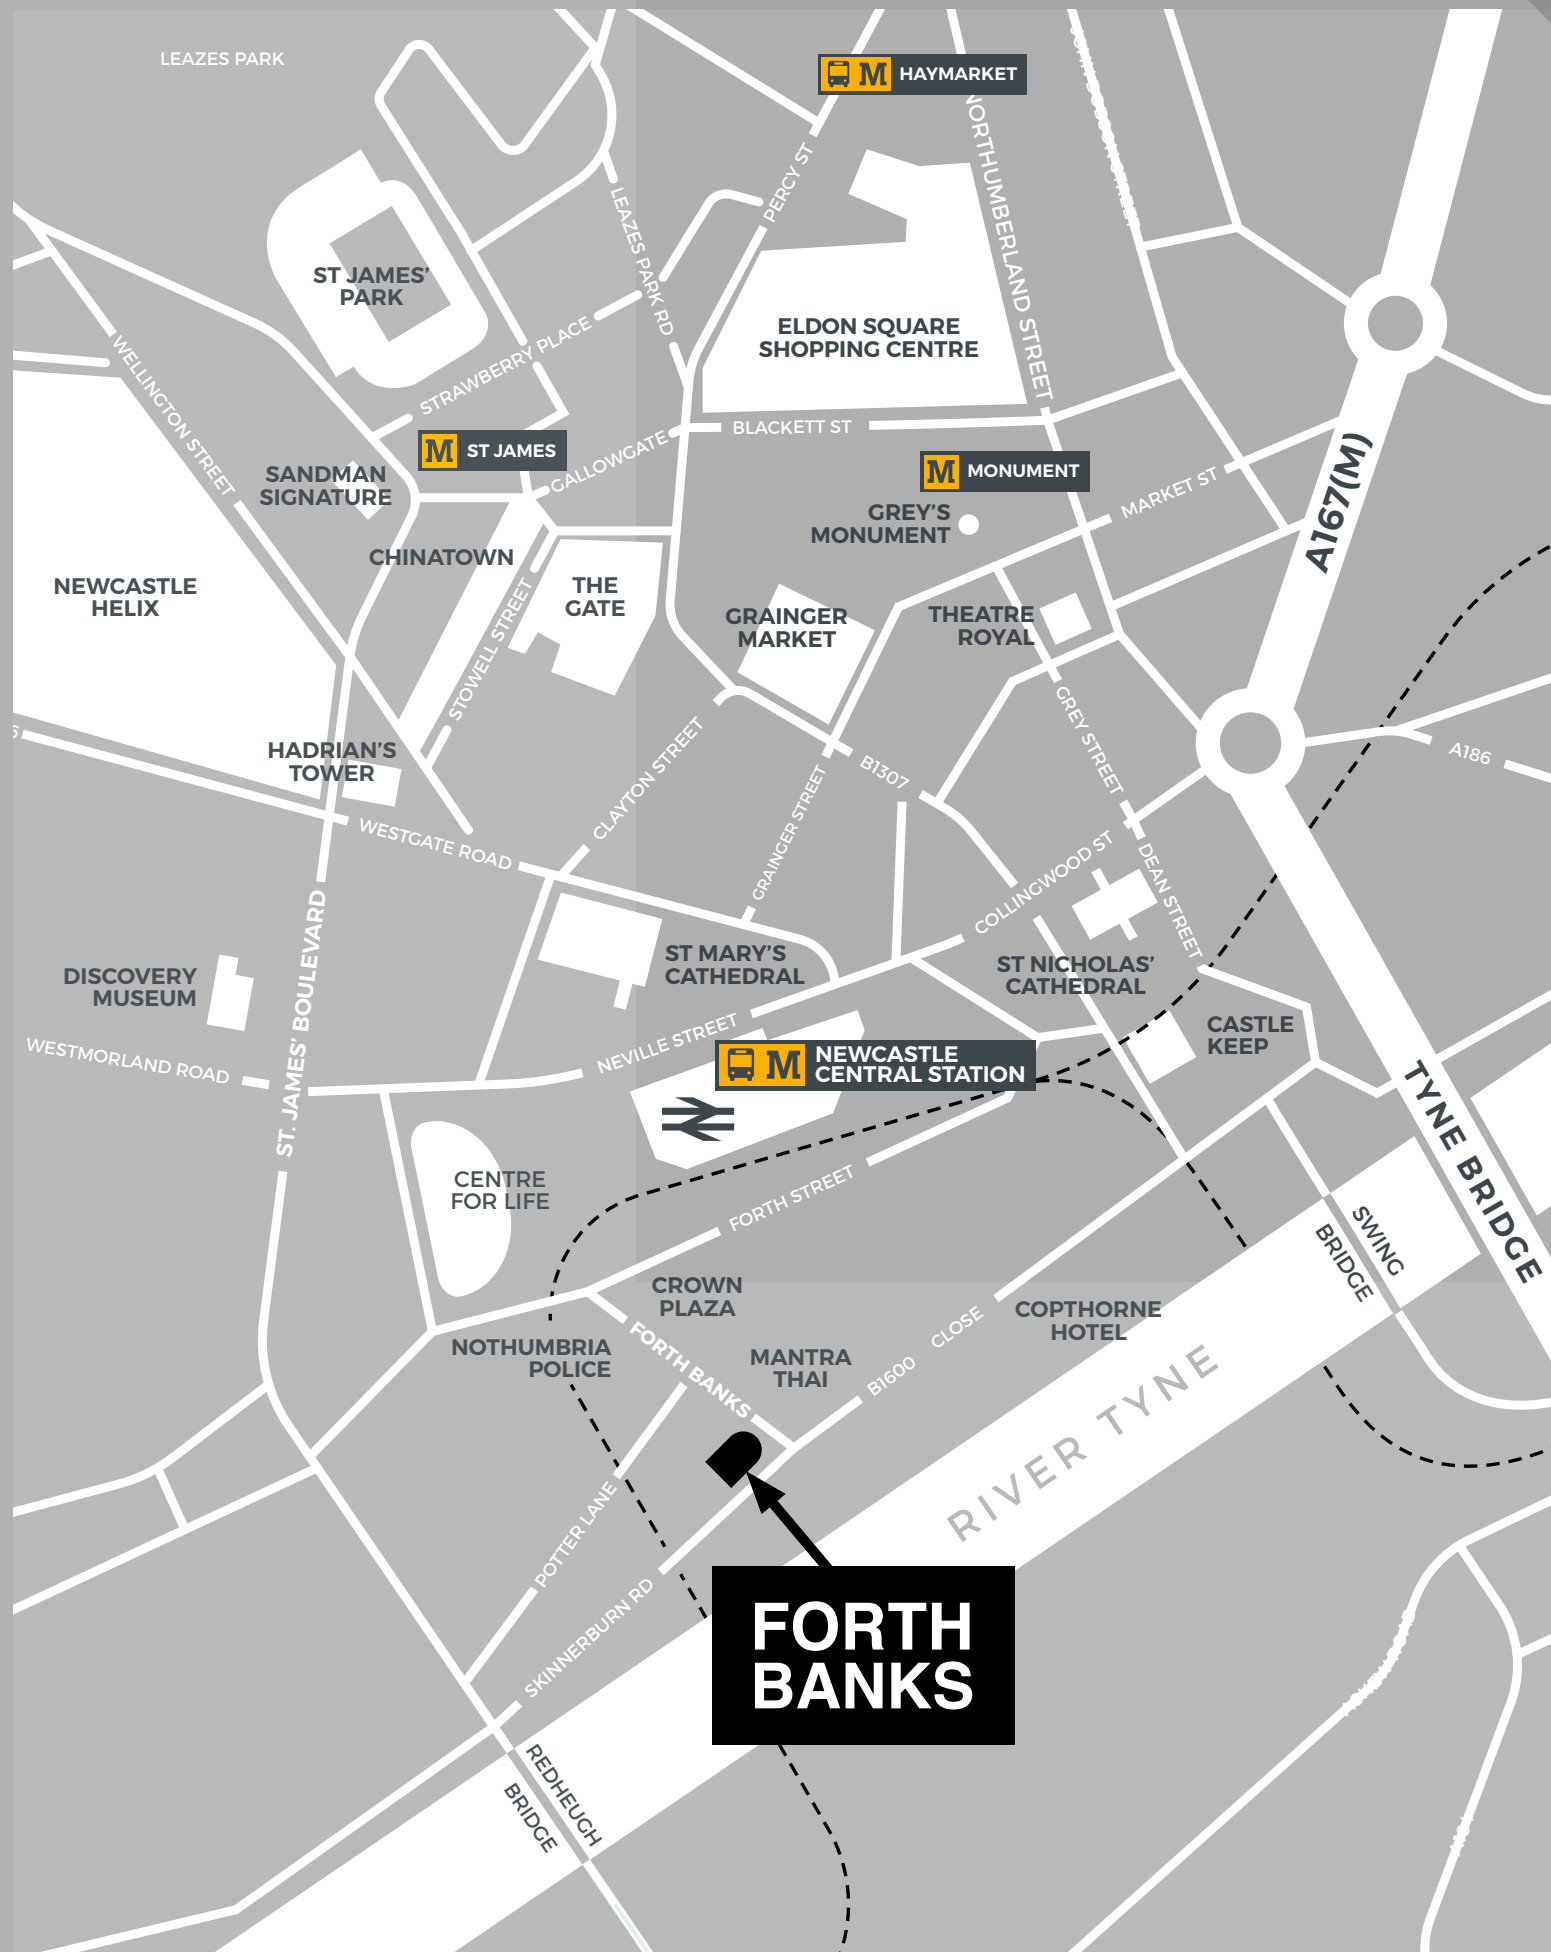 LEAZES PARK
M HAYMARKET
JOHN DOBSON STREET
NORTHUMBERLAND STREET
PERCY ST
LEAZES PARK RD
ST JAMES’
PARK
STRAWBERRY PLACE
ELDON SQUARE
SHOPPING CENTRE
WELLINGTON STREET
BLACKETT ST
M ST JAMES
GALLOWGATE
M MONUMENT
MARKET ST
A167(M)
SANDMAN
SIGNATURE
GREY’S
MONUMENT
CHINATOWN
NEWCASTLE
HELIX
THE
GATE
STOWELL STREET
GRAINGER
MARKET
THEATRE
ROYAL
GREY STREET
HADRIAN’S
TOWER
CLAYTON STREET
B1307
A186
WESTGATE ROAD
GRAINGER STREET
COLLINGWOOD ST
DEAN STREET
ST. JAMES’ BOULEVARD
ST MARY’S
CATHEDRAL
ST NICHOLAS’
CATHEDRAL
DISCOVERY
MUSEUM
WESTMORLAND ROAD
NEVILLE STREET
CASTLE
KEEP
M NEWCASTLE
CENTRAL STATION
TYNE BRIDGE
CENTRE
FOR LIFE
FORTH STREET
SWING
BRIDGE
CROWN
PLAZA
COPTHORNE
HOTEL
NOTHUMBRIA
POLICE
FORTH BANKS
MANTRA
THAI
B1600 CLOSE
RIVER TYNE
POTTER LANE
SKINNERBURN RD
FORTH
BANKS
REDHEUGH
BRIDGE